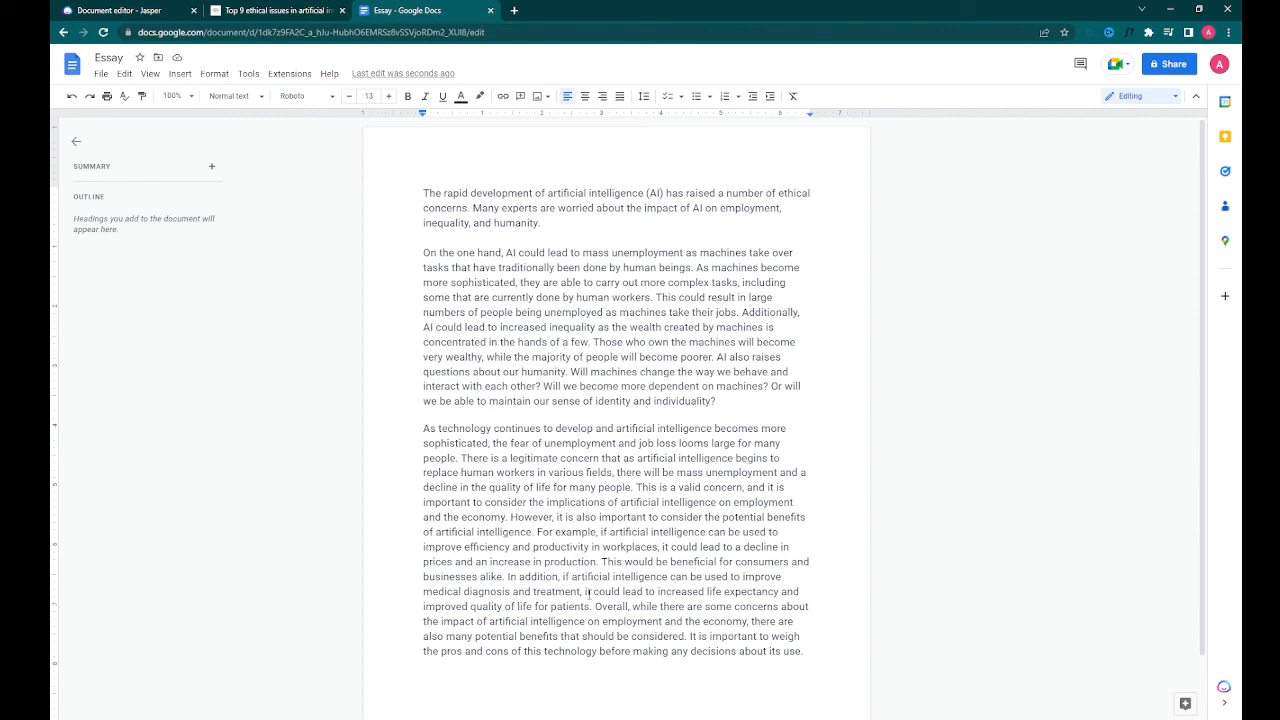 Document editor - Jasper
Top 9 ethical issues in artificial in
Essay - Google Docs
Essay
File Edit View Insert Format Tools Extensions Help Last edit was seconds ago
Share
A
100% Normal text Roboto 13 Editing
SUMMARY
OUTLINE
Headings you add to the document will
appear here.
The rapid development of artificial intelligence (AI) has raised a number of ethical
concerns. Many experts are worried about the impact of AI on employment,
inequality, and humanity.
On the one hand, AI could lead to mass unemployment as machines take over
tasks that have traditionally been done by human beings. As machines become
more sophisticated, they are able to carry out more complex tasks, including
some that are currently done by human workers. This could result in large
numbers of people being unemployed as machines take their jobs. Additionally,
AI could lead to increased inequality as the wealth created by machines is
concentrated in the hands of a few. Those who own the machines will become
very wealthy, while the majority of people will become poorer. AI also raises
questions about our humanity. Will machines change the way we behave and
interact with each other? Will we become more dependent on machines? Or will
we be able to maintain our sense of identity and individuality?
As technology continues to develop and artificial intelligence becomes more
sophisticated, the fear of unemployment and job loss looms large for many
people. There is a legitimate concern that as artificial intelligence begins to
replace human workers in various fields, there will be mass unemployment and a
decline in the quality of life for many people. This is a valid concern, and it is
important to consider the implications of artificial intelligence on employment
and the economy. However, it is also important to consider the potential benefits
of artificial intelligence. For example, if artificial intelligence can be used to
improve efficiency and productivity in workplaces, it could lead to a decline in
prices and an increase in production. This would be beneficial for consumers and
businesses alike. In addition, if artificial intelligence can be used to improve
medical diagnosis and treatment, it could lead to increased life expectancy and
improved quality of life for patients. Overall, while there are some concerns about
the impact of artificial intelligence on employment and the economy, there are
also many potential benefits that should be considered. It is important to weigh
the pros and cons of this technology before making any decisions about its use.